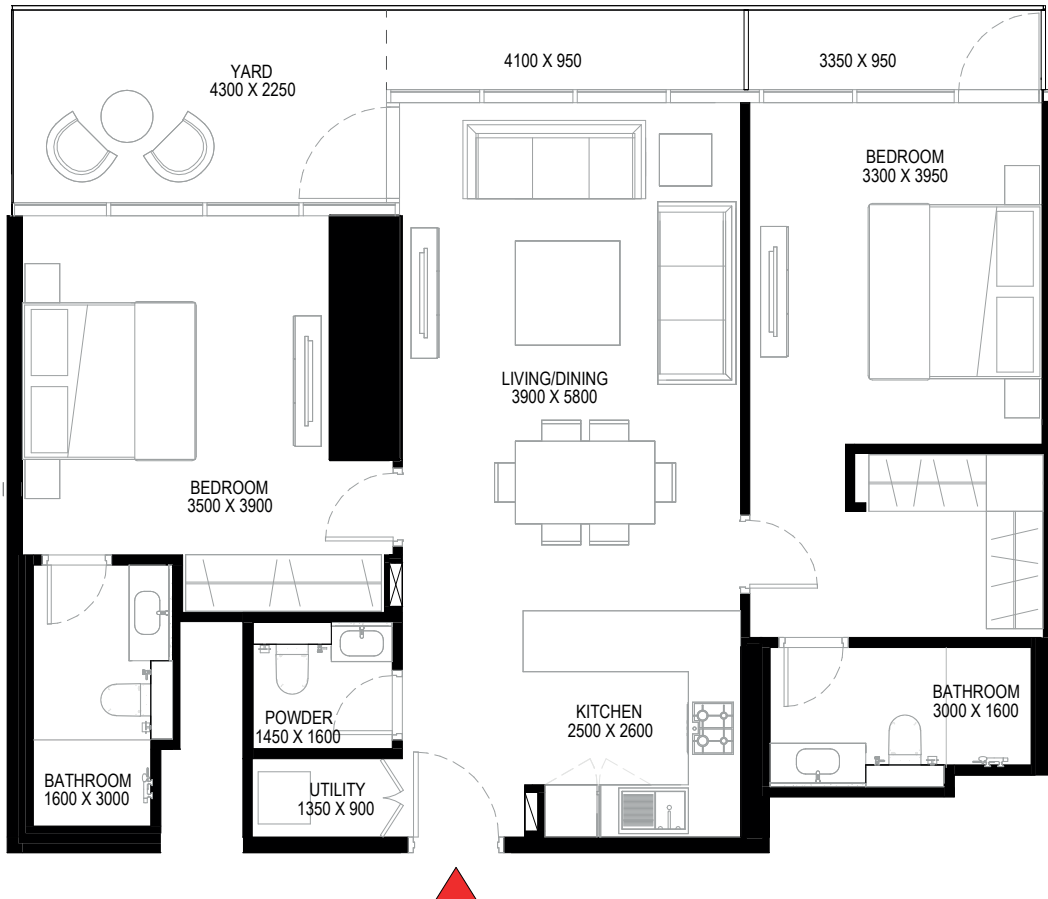 YARD
4300 X 2250
4100 X 950
3350 X 950
BEDROOM
3300 X 3950
LIVING/DINING
3900 X 5800
BEDROOM
3500 X 3900
POWDER
1450 X 1600
KITCHEN
2500 X 2600
BATHROOM
3000 X 1600
BATHROOM
1600 X 3000
UTILITY
1350 X 900